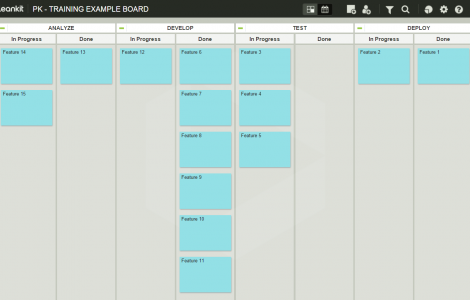 leankit PK - TRAINING EXAMPLE BOARD
ANALYZE DEVELOP TEST DEPLOY
In Progress Done In Progress Done In Progress Done In Progress Done
Feature 14 Feature 13 Feature 12 Feature 6 Feature 3 Feature 2 Feature 1
Feature 15 Feature 7 Feature 4
Feature 8 Feature 5
Feature 9
Feature 10
Feature 11